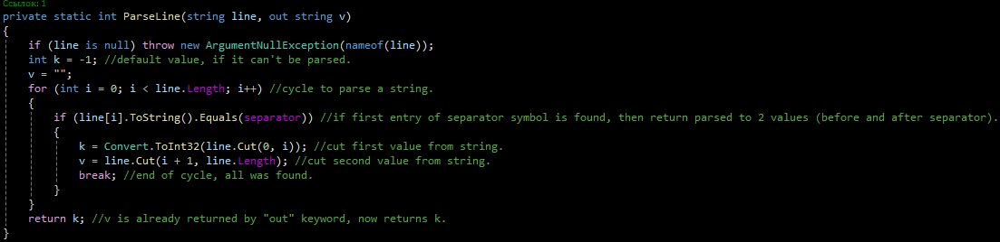 Ссылок: 1
private static int ParseLine(string line, out string v)
{
if (line is null) throw new ArgumentNullException(nameof(line));
int k = -1; //default value, if it can't be parsed.
v = "";
for (int i = 0; i < line.Length; i++) //cycle to parse a string.
{
if (line[i].ToString().Equals(separator)) //if first entry of separator symbol is found, then return parsed to 2 values (before and after separator).
{
k = Convert.ToInt32(line.Cut(0, i)); //cut first value from string.
v = line.Cut(i + 1, line.Length); //cut second value from string.
break; //end of cycle, all was found.
}
}
return k; //v is already returned by "out" keyword, now returns k.
}